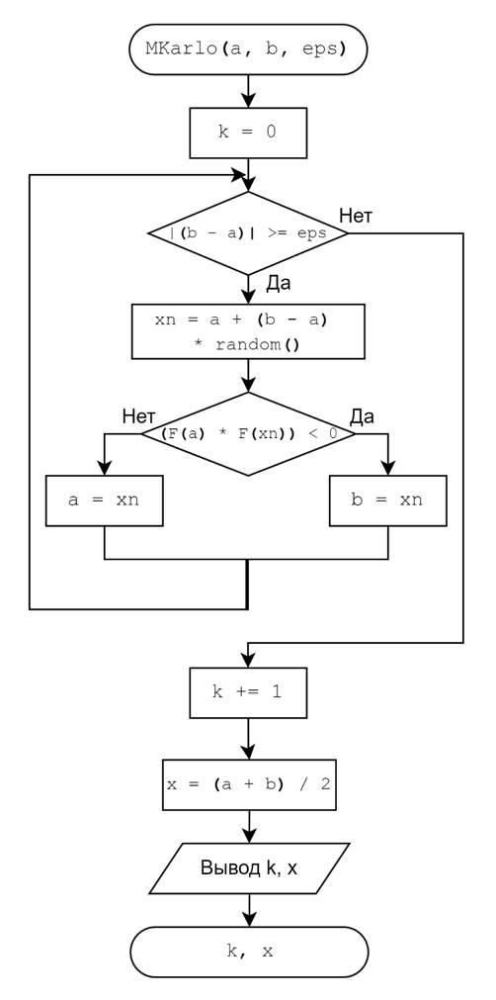 MKarlo(a, b, eps)
k = 0
|(b - a)| >= eps
Нет
Да
xn = a + (b - a)
* random()
Нет
(F(a) * F(xn)) < 0
Да
a = xn
b = xn
k += 1
x = (a + b) / 2
Вывод k, x
k, x